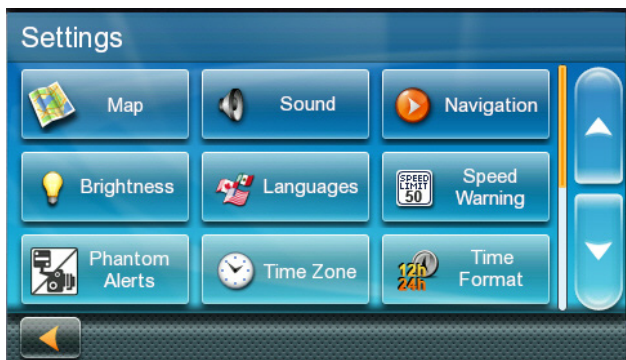 Settings
Map
Sound
Navigation
Brightness
Languages
SPEED
LIMIT
50
Speed
Warning
Phantom
Alerts
Time Zone
12h
24h
Time
Format